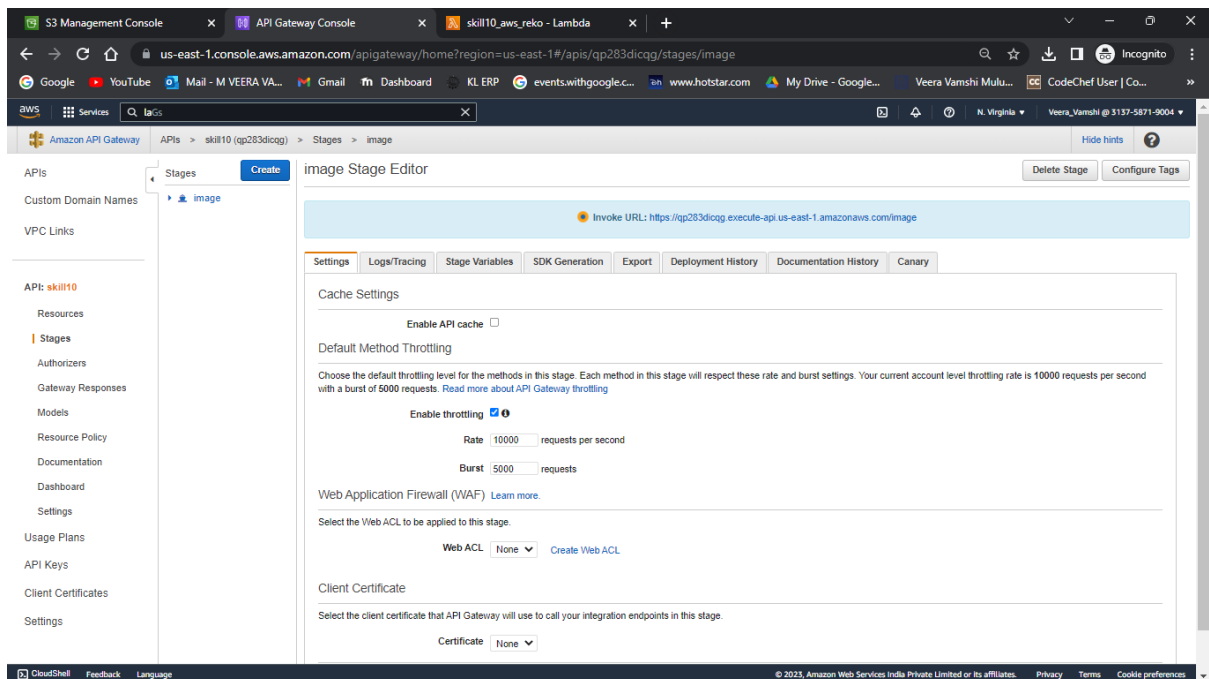 S3 Management Console
API Gateway Console
skill10_aws_reko - Lambda
us-east-1.console.aws.amazon.com/apigateway/home?region=us-east-1#/apis/qp283dicqg/stages/image
Incognito
Google YouTube Mail - M VEERA VA... Gmail Dashboard KL ERP events.withgoogle.c... www.hotstar.com My Drive - Google... Veera Vamshi Mulu... CodeChef User | Co... »
aws Services laGs N. Virginia Veera_Vamshi @ 3137-5871-9004
Amazon API Gateway APIs > skill10 (qp283dicqg) > Stages > image Hide hints
APIs
Custom Domain Names
VPC Links
API: skill10
Resources
Stages
Authorizers
Gateway Responses
Models
Resource Policy
Documentation
Dashboard
Settings
Usage Plans
API Keys
Client Certificates
Settings
Stages Create
image
image Stage Editor Delete Stage Configure Tags
Invoke URL: https://qp283dicqg.execute-api.us-east-1.amazonaws.com/image
Settings Logs/Tracing Stage Variables SDK Generation Export Deployment History Documentation History Canary
Cache Settings
Enable API cache
Default Method Throttling
Choose the default throttling level for the methods in this stage. Each method in this stage will respect these rate and burst settings. Your current account level throttling rate is 10000 requests per second
with a burst of 5000 requests. Read more about API Gateway throttling
Enable throttling
Rate 10000 requests per second
Burst 5000 requests
Web Application Firewall (WAF) Learn more.
Select the Web ACL to be applied to this stage.
Web ACL None Create Web ACL
Client Certificate
Select the client certificate that API Gateway will use to call your integration endpoints in this stage.
Certificate None
CloudShell Feedback Language © 2023, Amazon Web Services India Private Limited or its affiliates. Privacy Terms Cookie preferences